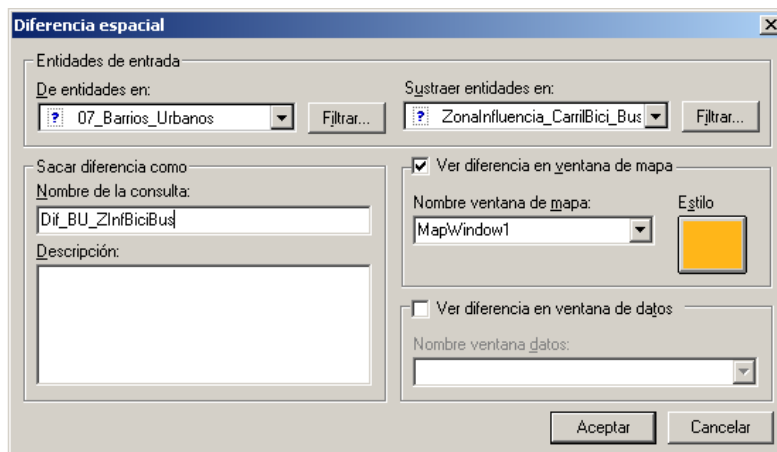 Diferencia espacial
Entidades de entrada
De entidades en:
07_Barrios_Urbanos
Filtrar...
Sustraer entidades en:
ZonaInfluencia_CarrilBici_Bus
Filtrar...
Sacar diferencia como
Nombre de la consulta:
Dif_BU_ZInfBiciBus
Descripción:
Ver diferencia en ventana de mapa
Nombre ventana de mapa:
MapWindow1
Estilo
Ver diferencia en ventana de datos
Nombre ventana datos:
Aceptar
Cancelar